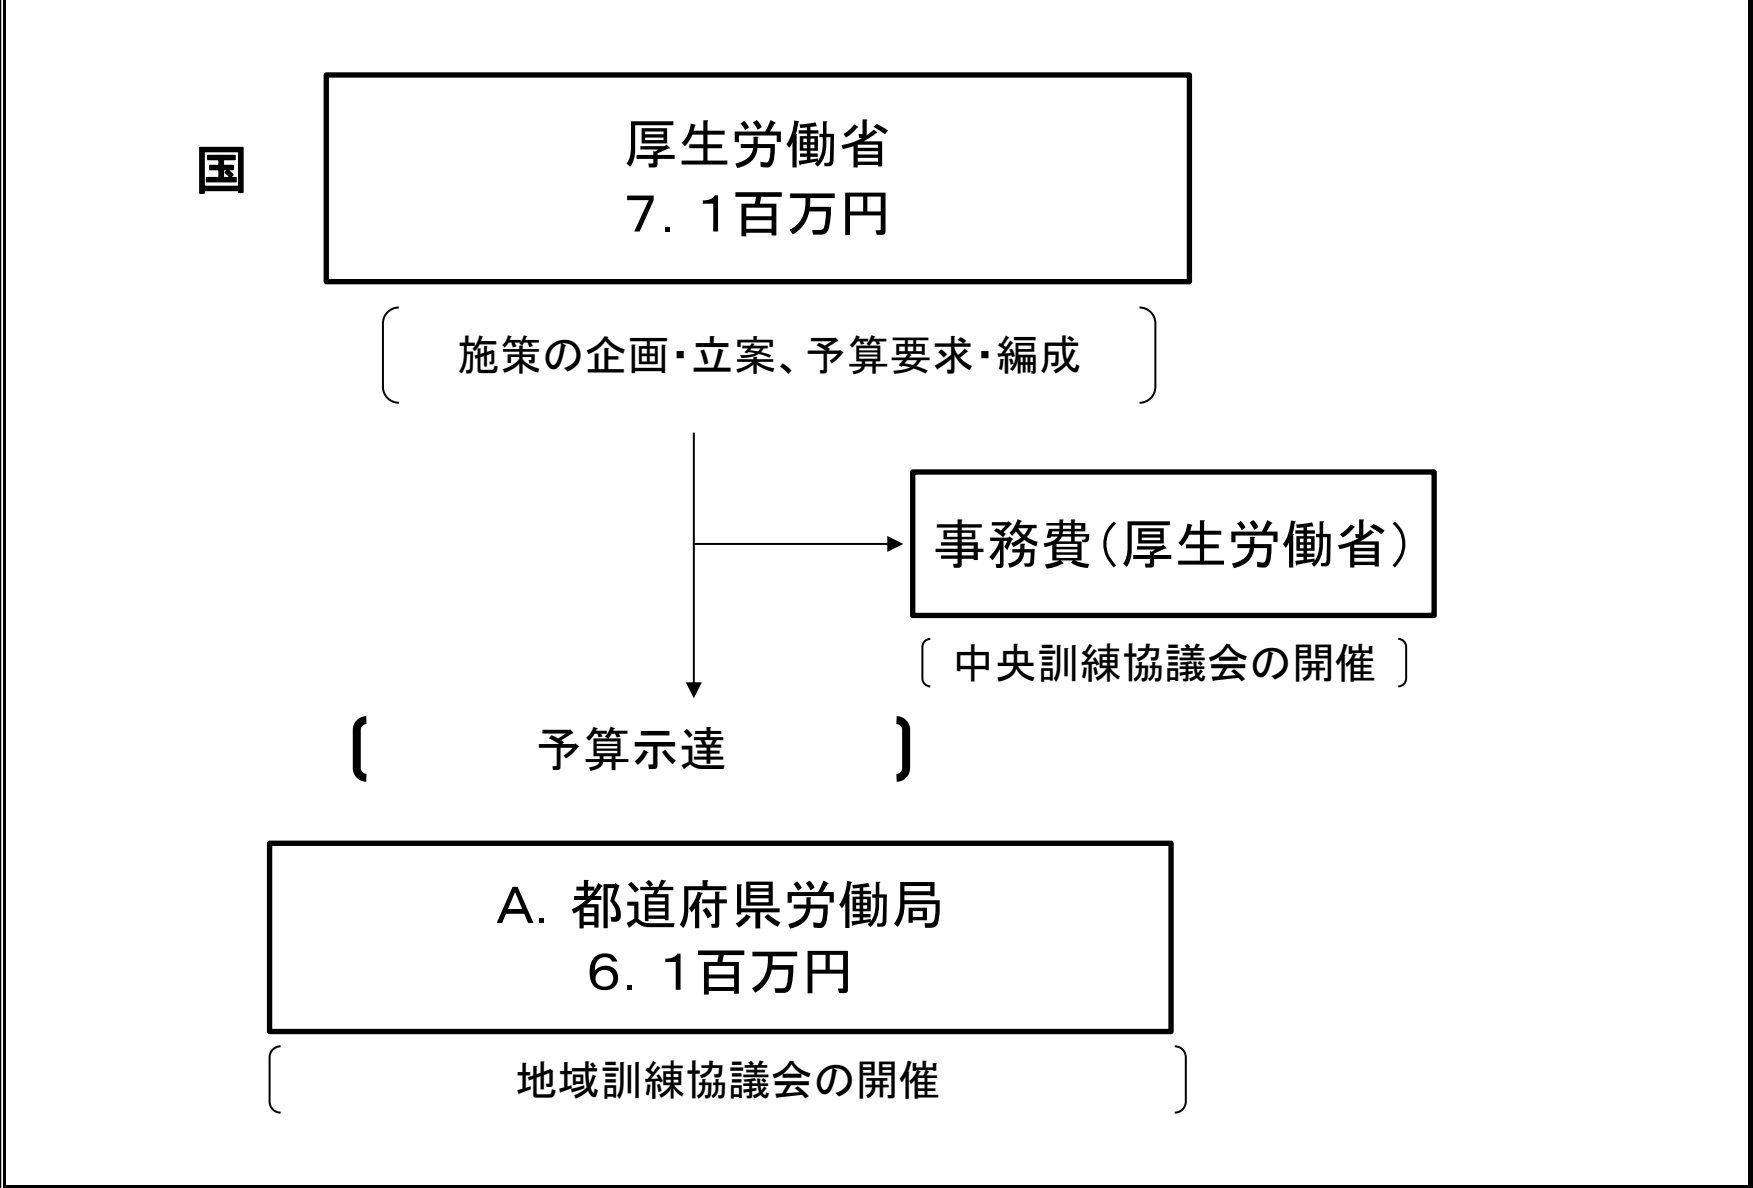 国
厚生労働省
７．１百万円
施策の企画・立案、予算要求・編成
事務費（厚生労働省）
中央訓練協議会の開催
予算示達
Ａ．都道府県労働局
６．１百万円
地域訓練協議会の開催